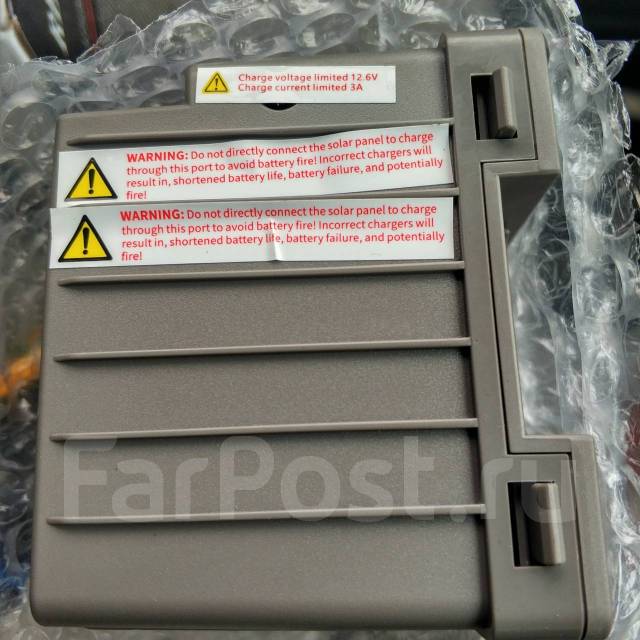 Charge voltage limited 12.6V
Charge current limited 3A
WARNING: Do not directly connect the solar panel to charge
through this port to avoid battery fire! Incorrect chargers will
result in, shortened battery life, battery failure, and potentially
fire!
WARNING: Do not directly connect the solar panel to charge
through this port to avoid battery fire! Incorrect chargers will
result in, shortened battery life, battery failure, and potentially
fire!
FarPost.ru